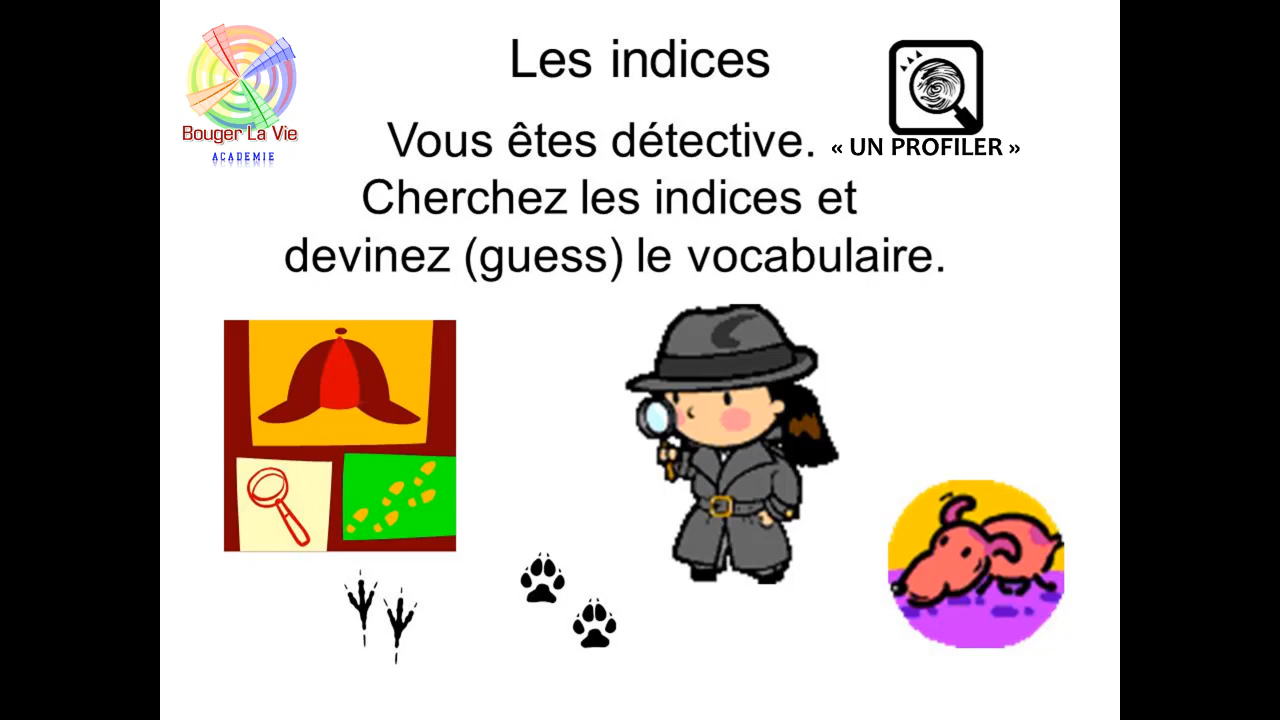 Les indices
Bouger La Vie
ACADEMIE
Vous êtes détective.
« UN PROFILER »
Cherchez les indices et
devinez (guess) le vocabulaire.